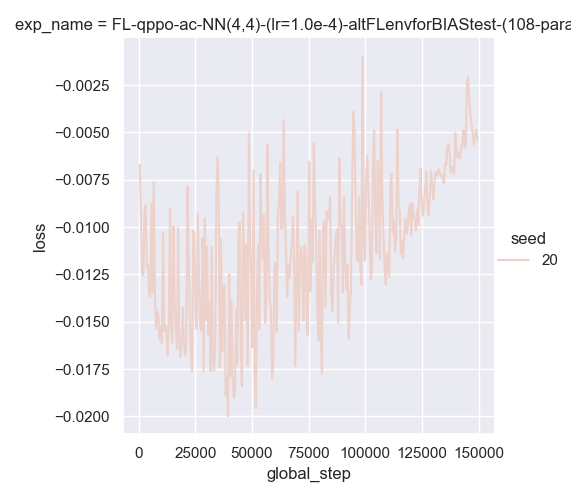 exp_name = FL-qppo-ac-NN(4,4)-(lr=1.0e-4)-altFLenvforBIAStest-(108-para
−0.0025
−0.0050
−0.0075
−0.0100
−0.0125
−0.0150
−0.0175
−0.0200
loss
seed
20
0 25000 50000 75000 100000 125000 150000
global_step